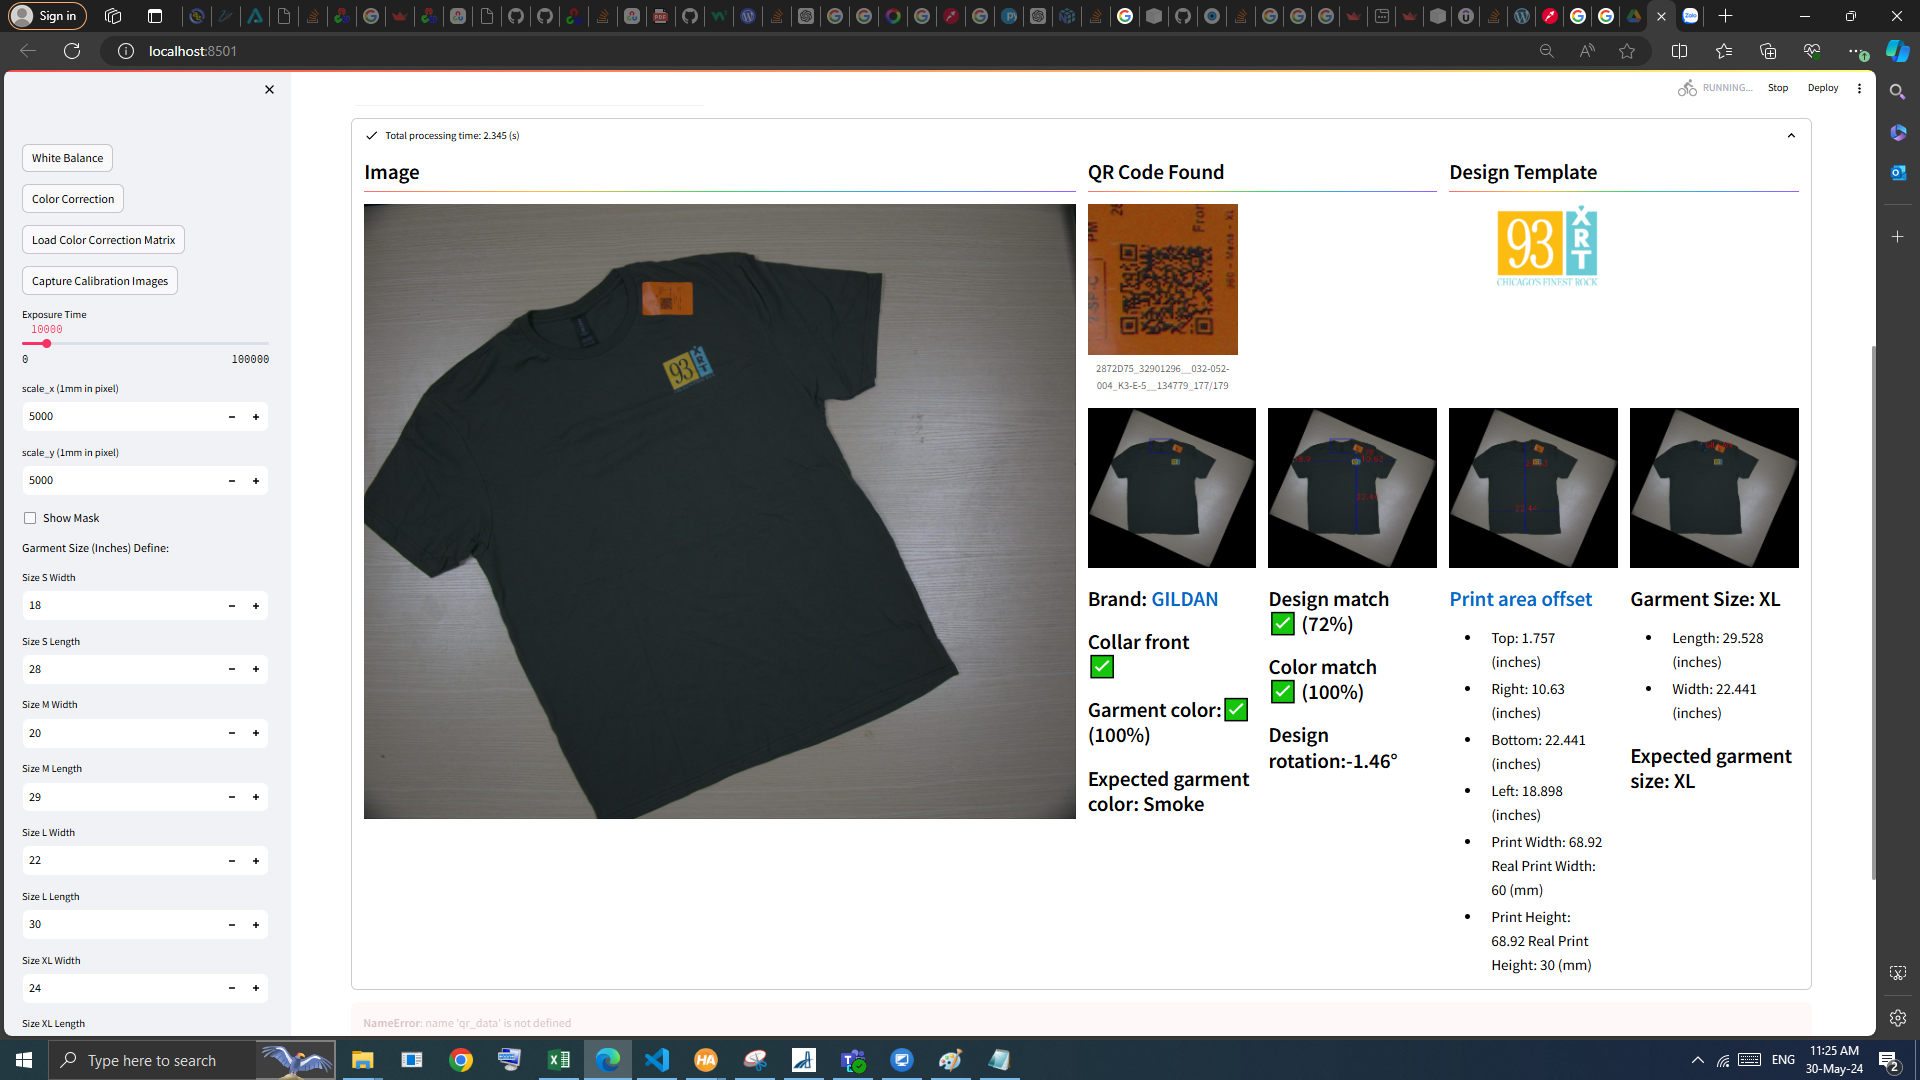 Sign in
localhost:8501
RUNNING...
Stop
Deploy
White Balance
Color Correction
Load Color Correction Matrix
Capture Calibration Images
Exposure Time
10000
0
100000
scale_x (1mm in pixel)
5000
scale_y (1mm in pixel)
5000
Show Mask
Garment Size (Inches) Define:
Size S Width
18
Size S Length
28
Size M Width
20
Size M Length
29
Size L Width
22
Size L Length
30
Size XL Width
24
Size XL Length
Total processing time: 2.345 (s)
Image
93
XRT
QR Code Found
PM
Fron
2872D75_32901296__032-052-
004_K3-E-5__134779_177/179
Design Template
93
XRT
CHICAGO'S FINEST ROCK
Brand: GILDAN
Collar front
Garment color:
(100%)
Expected garment
color: Smoke
Design match
(72%)
Color match
(100%)
Design
rotation:-1.46°
Print area offset
Top: 1.757
(inches)
Right: 10.63
(inches)
Bottom: 22.441
(inches)
Left: 18.898
(inches)
Print Width: 68.92
Real Print Width:
60 (mm)
Print Height:
68.92 Real Print
Height: 30 (mm)
Garment Size: XL
Length: 29.528
(inches)
Width: 22.441
(inches)
Expected garment
size: XL
NameError: name 'qr_data' is not defined
Type here to search
ENG
11:25 AM
30-May-24
2